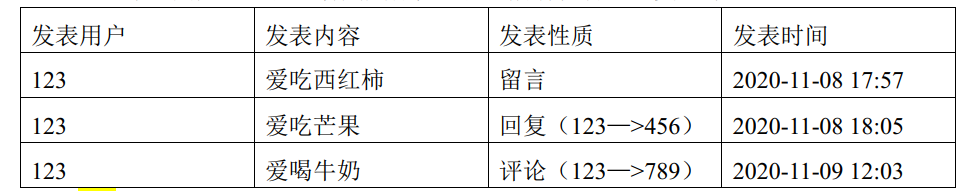 发表用户 发表内容 发表性质 发表时间
123 爱吃西红柿 留言 2020-11-08 17:57
123 爱吃芒果 回复（123—>456） 2020-11-08 18:05
123 爱喝牛奶 评论（123—>789） 2020-11-09 12:03